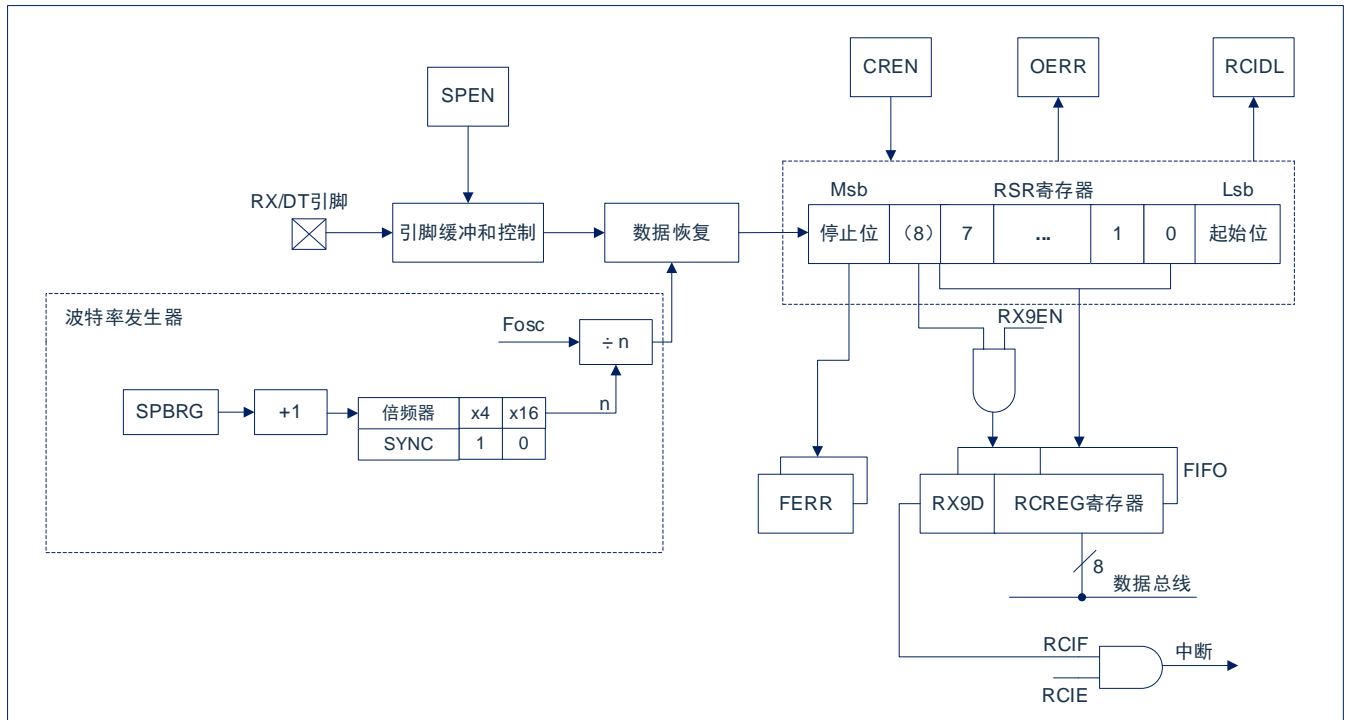 CREN
OERR
RCIDL
SPEN
Msb
RSR寄存器
Lsb
RX/DT引脚
引脚缓冲和控制
数据恢复
停止位
（8）
7
...
1
0
起始位
波特率发生器
Fosc
÷ n
RX9EN
SPBRG
+1
倍频器
x4
x16
n
SYNC
1
0
FERR
RX9D
RCREG寄存器
FIFO
8
数据总线
RCIF
中断
RCIE